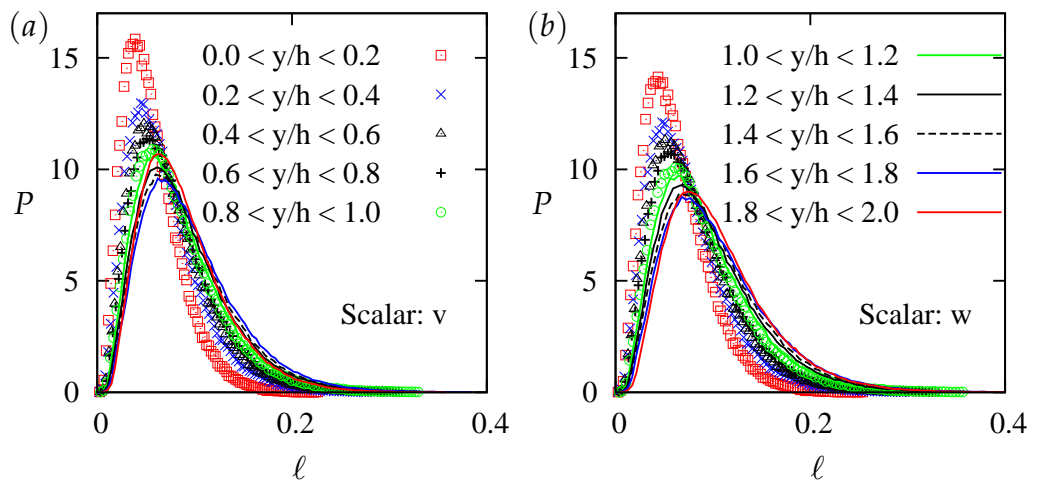 (a)
15
10
5
0
P
0.0 < y/h < 0.2
0.2 < y/h < 0.4
0.4 < y/h < 0.6
0.6 < y/h < 0.8
0.8 < y/h < 1.0
Scalar: v
0
0.2
0.4
ℓ
(b)
15
10
5
0
P
1.0 < y/h < 1.2
1.2 < y/h < 1.4
1.4 < y/h < 1.6
1.6 < y/h < 1.8
1.8 < y/h < 2.0
Scalar: w
0
0.2
0.4
ℓ